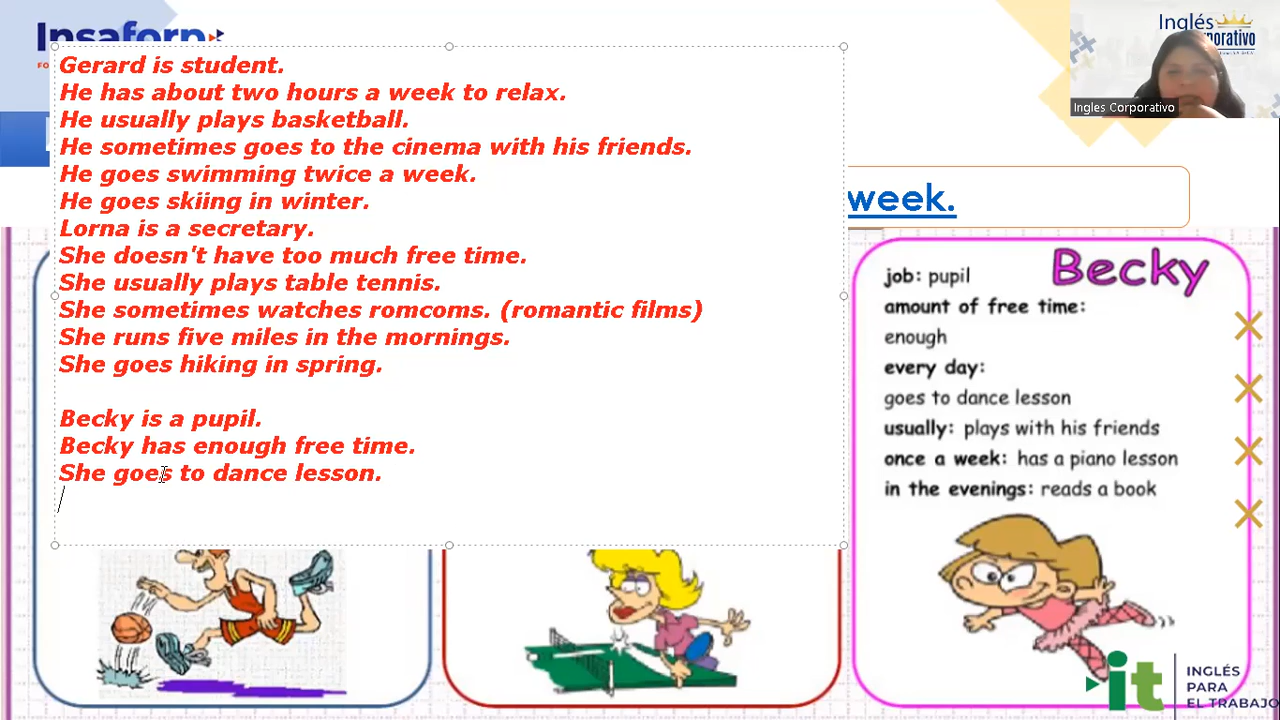 Insaforp
Inglés
orporativo
Ingles Corporativo
Gerard is student.
He has about two hours a week to relax.
He usually plays basketball.
He sometimes goes to the cinema with his friends.
He goes swimming twice a week.
He goes skiing in winter.
Lorna is a secretary.
She doesn't have too much free time.
She usually plays table tennis.
She sometimes watches romcoms. (romantic films)
She runs five miles in the mornings.
She goes hiking in spring.
Becky is a pupil.
Becky has enough free time.
She goes to dance lesson.
week.
Becky
job: pupil
amount of free time:
enough
every day:
goes to dance lesson
usually: plays with his friends
once a week: has a piano lesson
in the evenings: reads a book
it
INGLÉS
PARA
EL TRABAJO